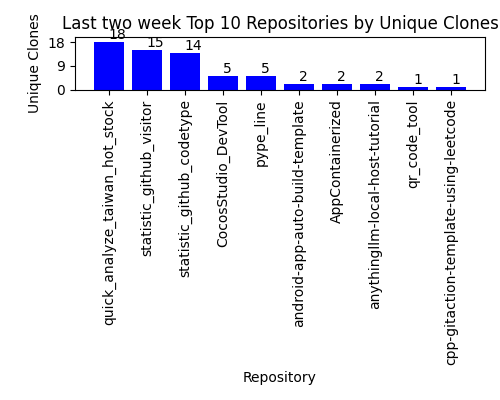 Last two week Top 10 Repositories by Unique Clones
Unique Clones
18
9
0
18
15
14
5
5
2
2
2
1
1
quick_analyze_taiwan_hot_stock
statistic_github_visitor
statistic_github_codetype
CocosStudio_DevTool
pype_line
android-app-auto-build-template
AppContainerized
anythingllm-local-host-tutorial
qr_code_tool
cpp-gitaction-template-using-leetcode
Repository